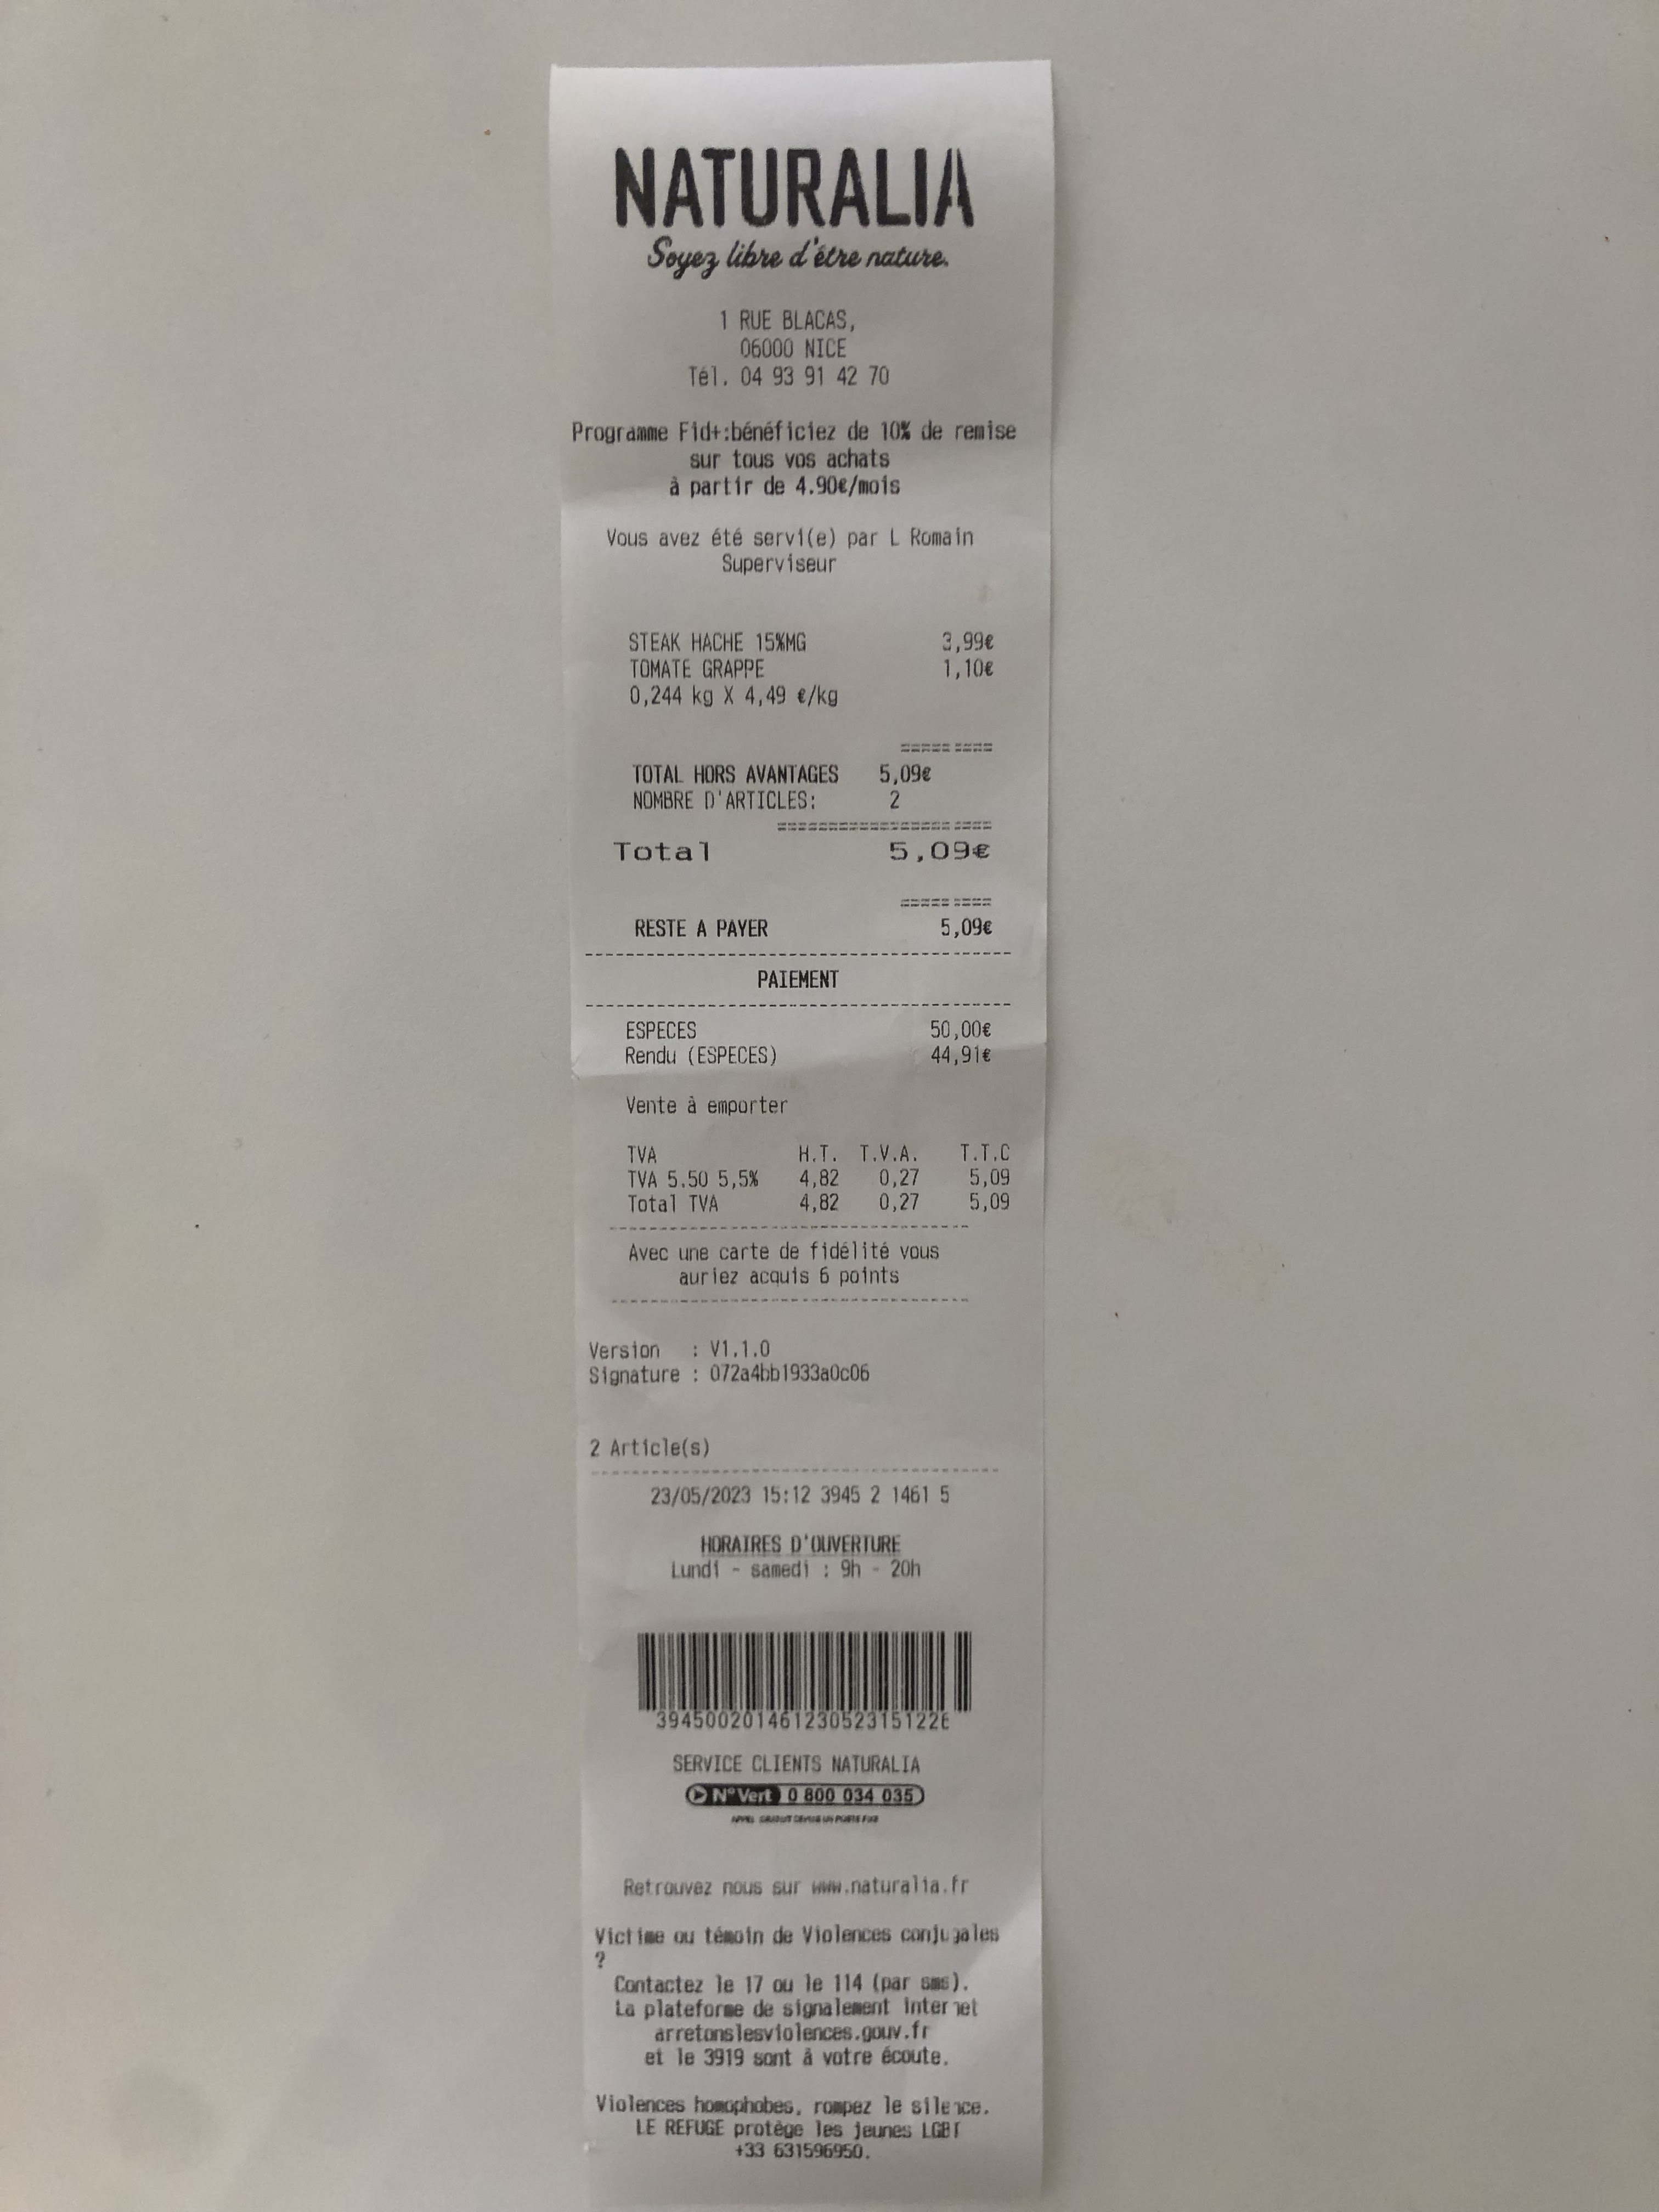 NATURALIA
Soyez libre d'être nature.
1 RUE BLACAS,
06000 NICE
Tél. 04 93 91 42 70
Programme Fid+:bénéficiez de 10% de remise
sur tous vos achats
à partir de 4.90€/mois
Vous avez été servi(e) par L Romain
Superviseur
STEAK HACHE 15%MG 3,99€
TOMATE GRAPPE 1,10€
0,244 kg X 4,49 €/kg
========= 
TOTAL HORS AVANTAGES 5,09€
NOMBRE D'ARTICLES: 2
=====================
Total 5,09€
=========
RESTE A PAYER 5,09€
------------------------------------------
PAIEMENT
------------------------------------------
ESPECES 50,00€
Rendu (ESPECES) 44,91€
Vente à emporter
TVA H.T. T.V.A. T.T.C
TVA 5.50 5,5% 4,82 0,27 5,09
Total TVA 4,82 0,27 5,09
-----------------------------------
Avec une carte de fidélité vous
auriez acquis 6 points
-----------------------------------
Version : V1.1.0
Signature : 072a4bb1933a0c06
2 Article(s)
----------------------------------------
23/05/2023 15:12 3945 2 1461 5
HORAIRES D'OUVERTURE
Lundi - samedi : 9h - 20h
SERVICE CLIENTS NATURALIA
N°Vert 0 800 034 035
APPEL GRATUIT DEPUIS UN POSTE FIXE
Retrouvez nous sur www.naturalia.fr
Victime ou témoin de Violences conjugales
?
Contactez le 17 ou le 114 (par sms).
La plateforme de signalement internet
arretonslesviolences.gouv.fr
et le 3919 sont à votre écoute.
Violences homophobes, rompez le silence.
LE REFUGE protège les jeunes LGBT
+33 631596950.